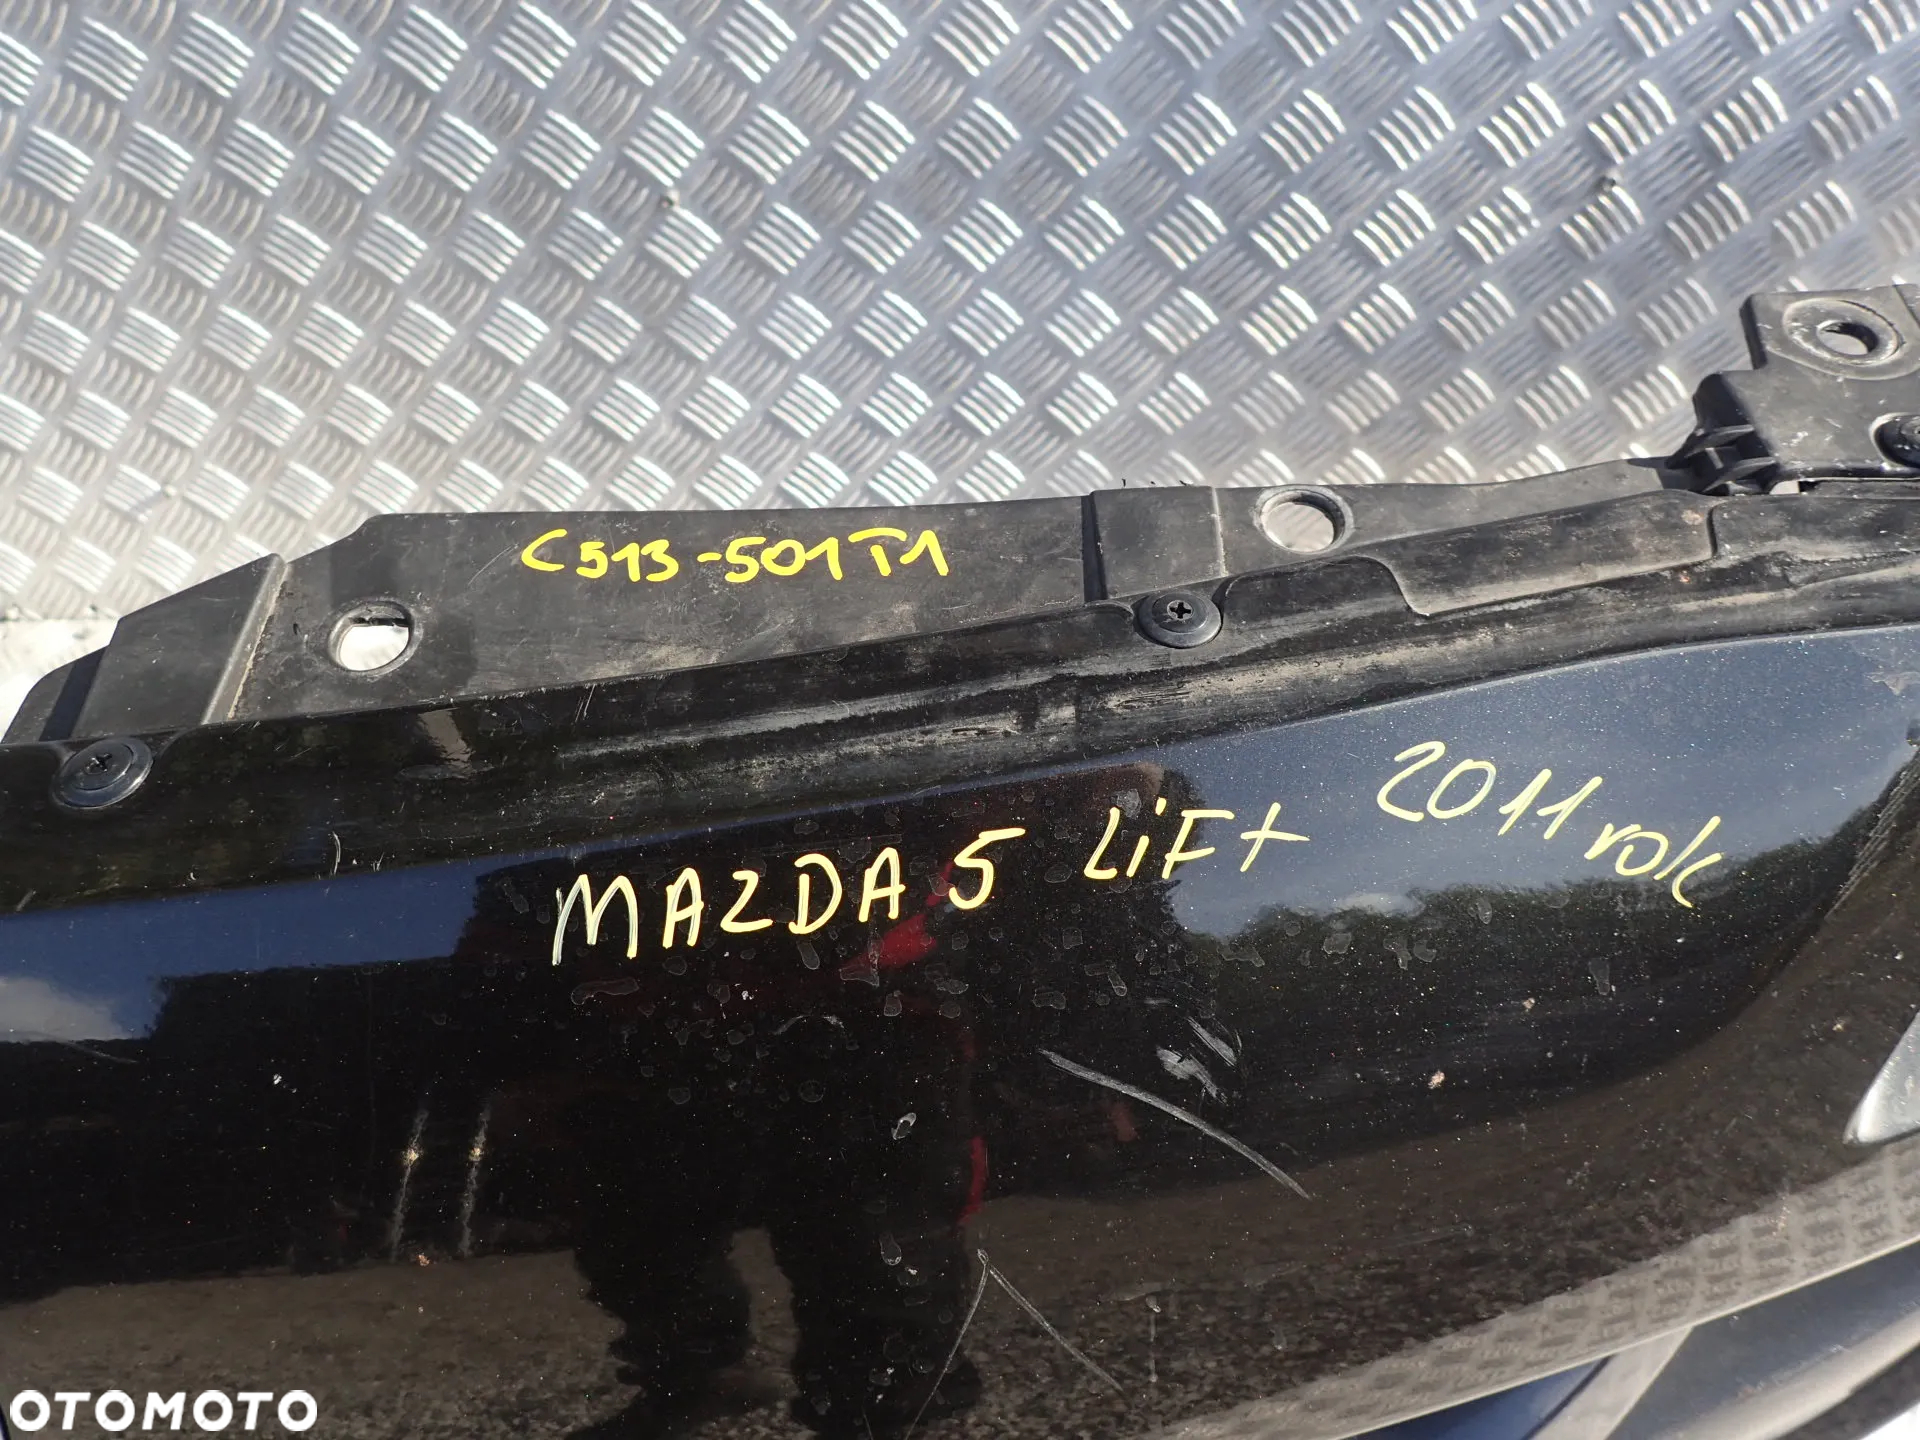 C513-501T1
MAZDA 5 LiFt 2011 rok
OTOMOTO